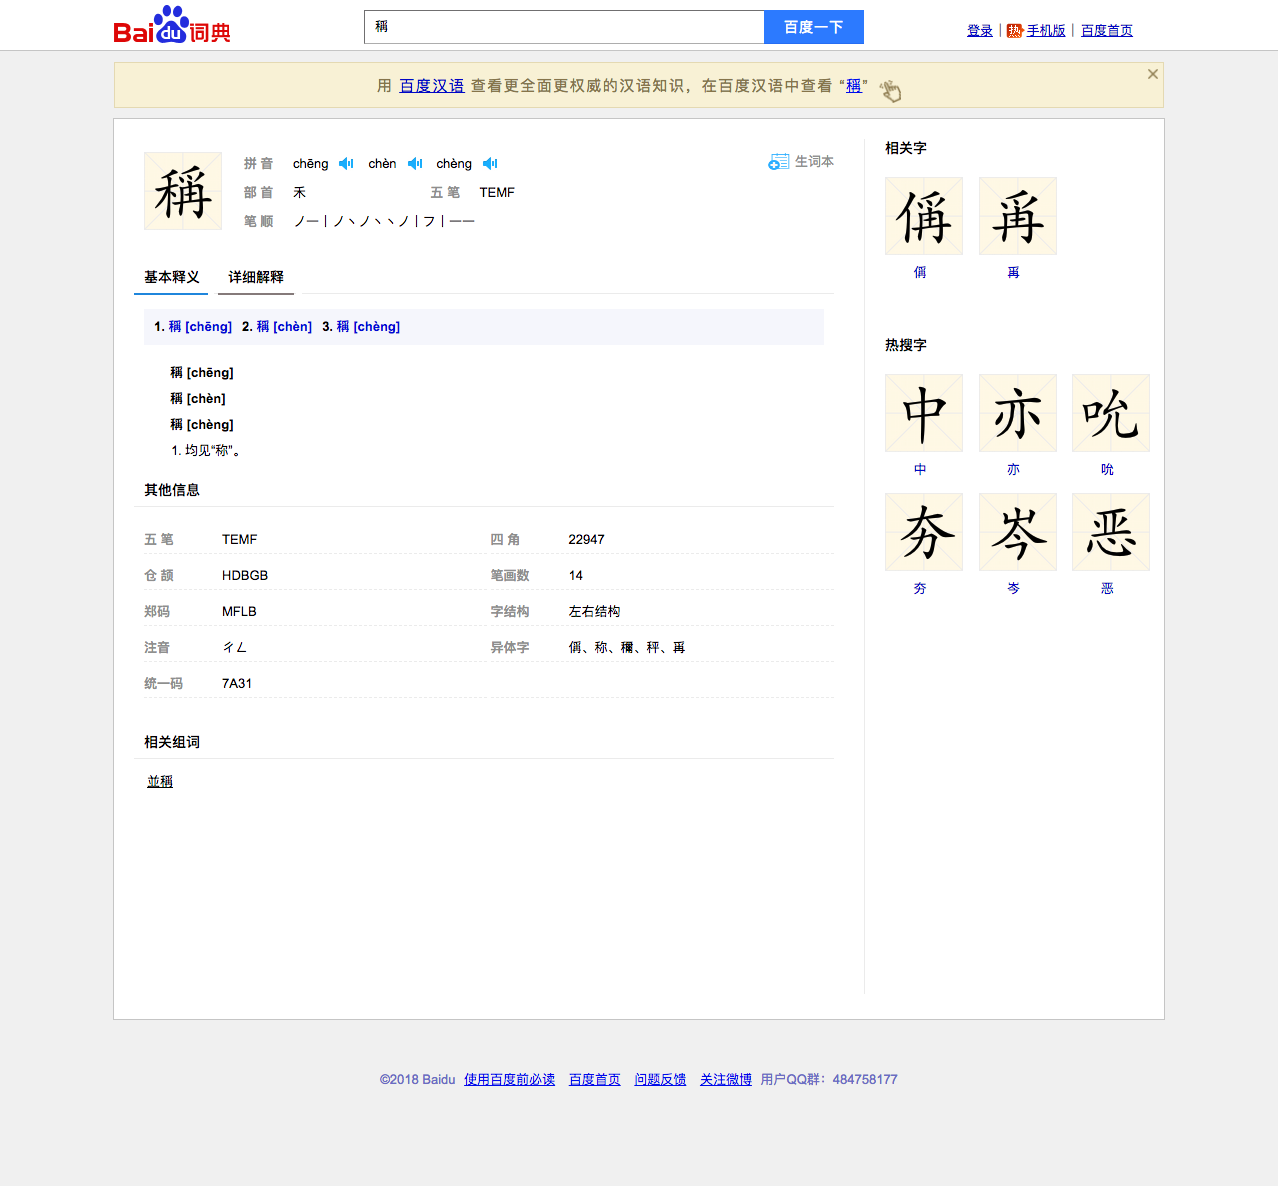 Baidu词典
稱
百度一下
登录 | 热 手机版 | 百度首页
用 百度汉语 查看更全面更权威的汉语知识，在百度汉语中查看 “稱”
稱
拼 音 chēng chèn chèng
生词本
部 首 禾 五 笔 TEMF
笔 顺 ノ一丨ノ丶ノ丶丶ノ丨フ丨一一
基本释义 详细解释
1. 稱 [chēng] 2. 稱 [chèn] 3. 稱 [chèng]
稱 [chēng]
稱 [chèn]
稱 [chèng]
1. 均见“称”。
其他信息
五 笔 TEMF 四 角 22947
仓 颉 HDBGB 笔画数 14
郑码 MFLB 字结构 左右结构
注音 ㄔㄥ 异体字 偁、称、穪、秤、爯
统一码 7A31
相关组词
並稱
相关字
偁 爯
偁 爯
热搜字
中 亦 吮
中 亦 吮
夯 岑 恶
夯 岑 恶
©2018 Baidu 使用百度前必读 百度首页 问题反馈 关注微博 用户QQ群：484758177